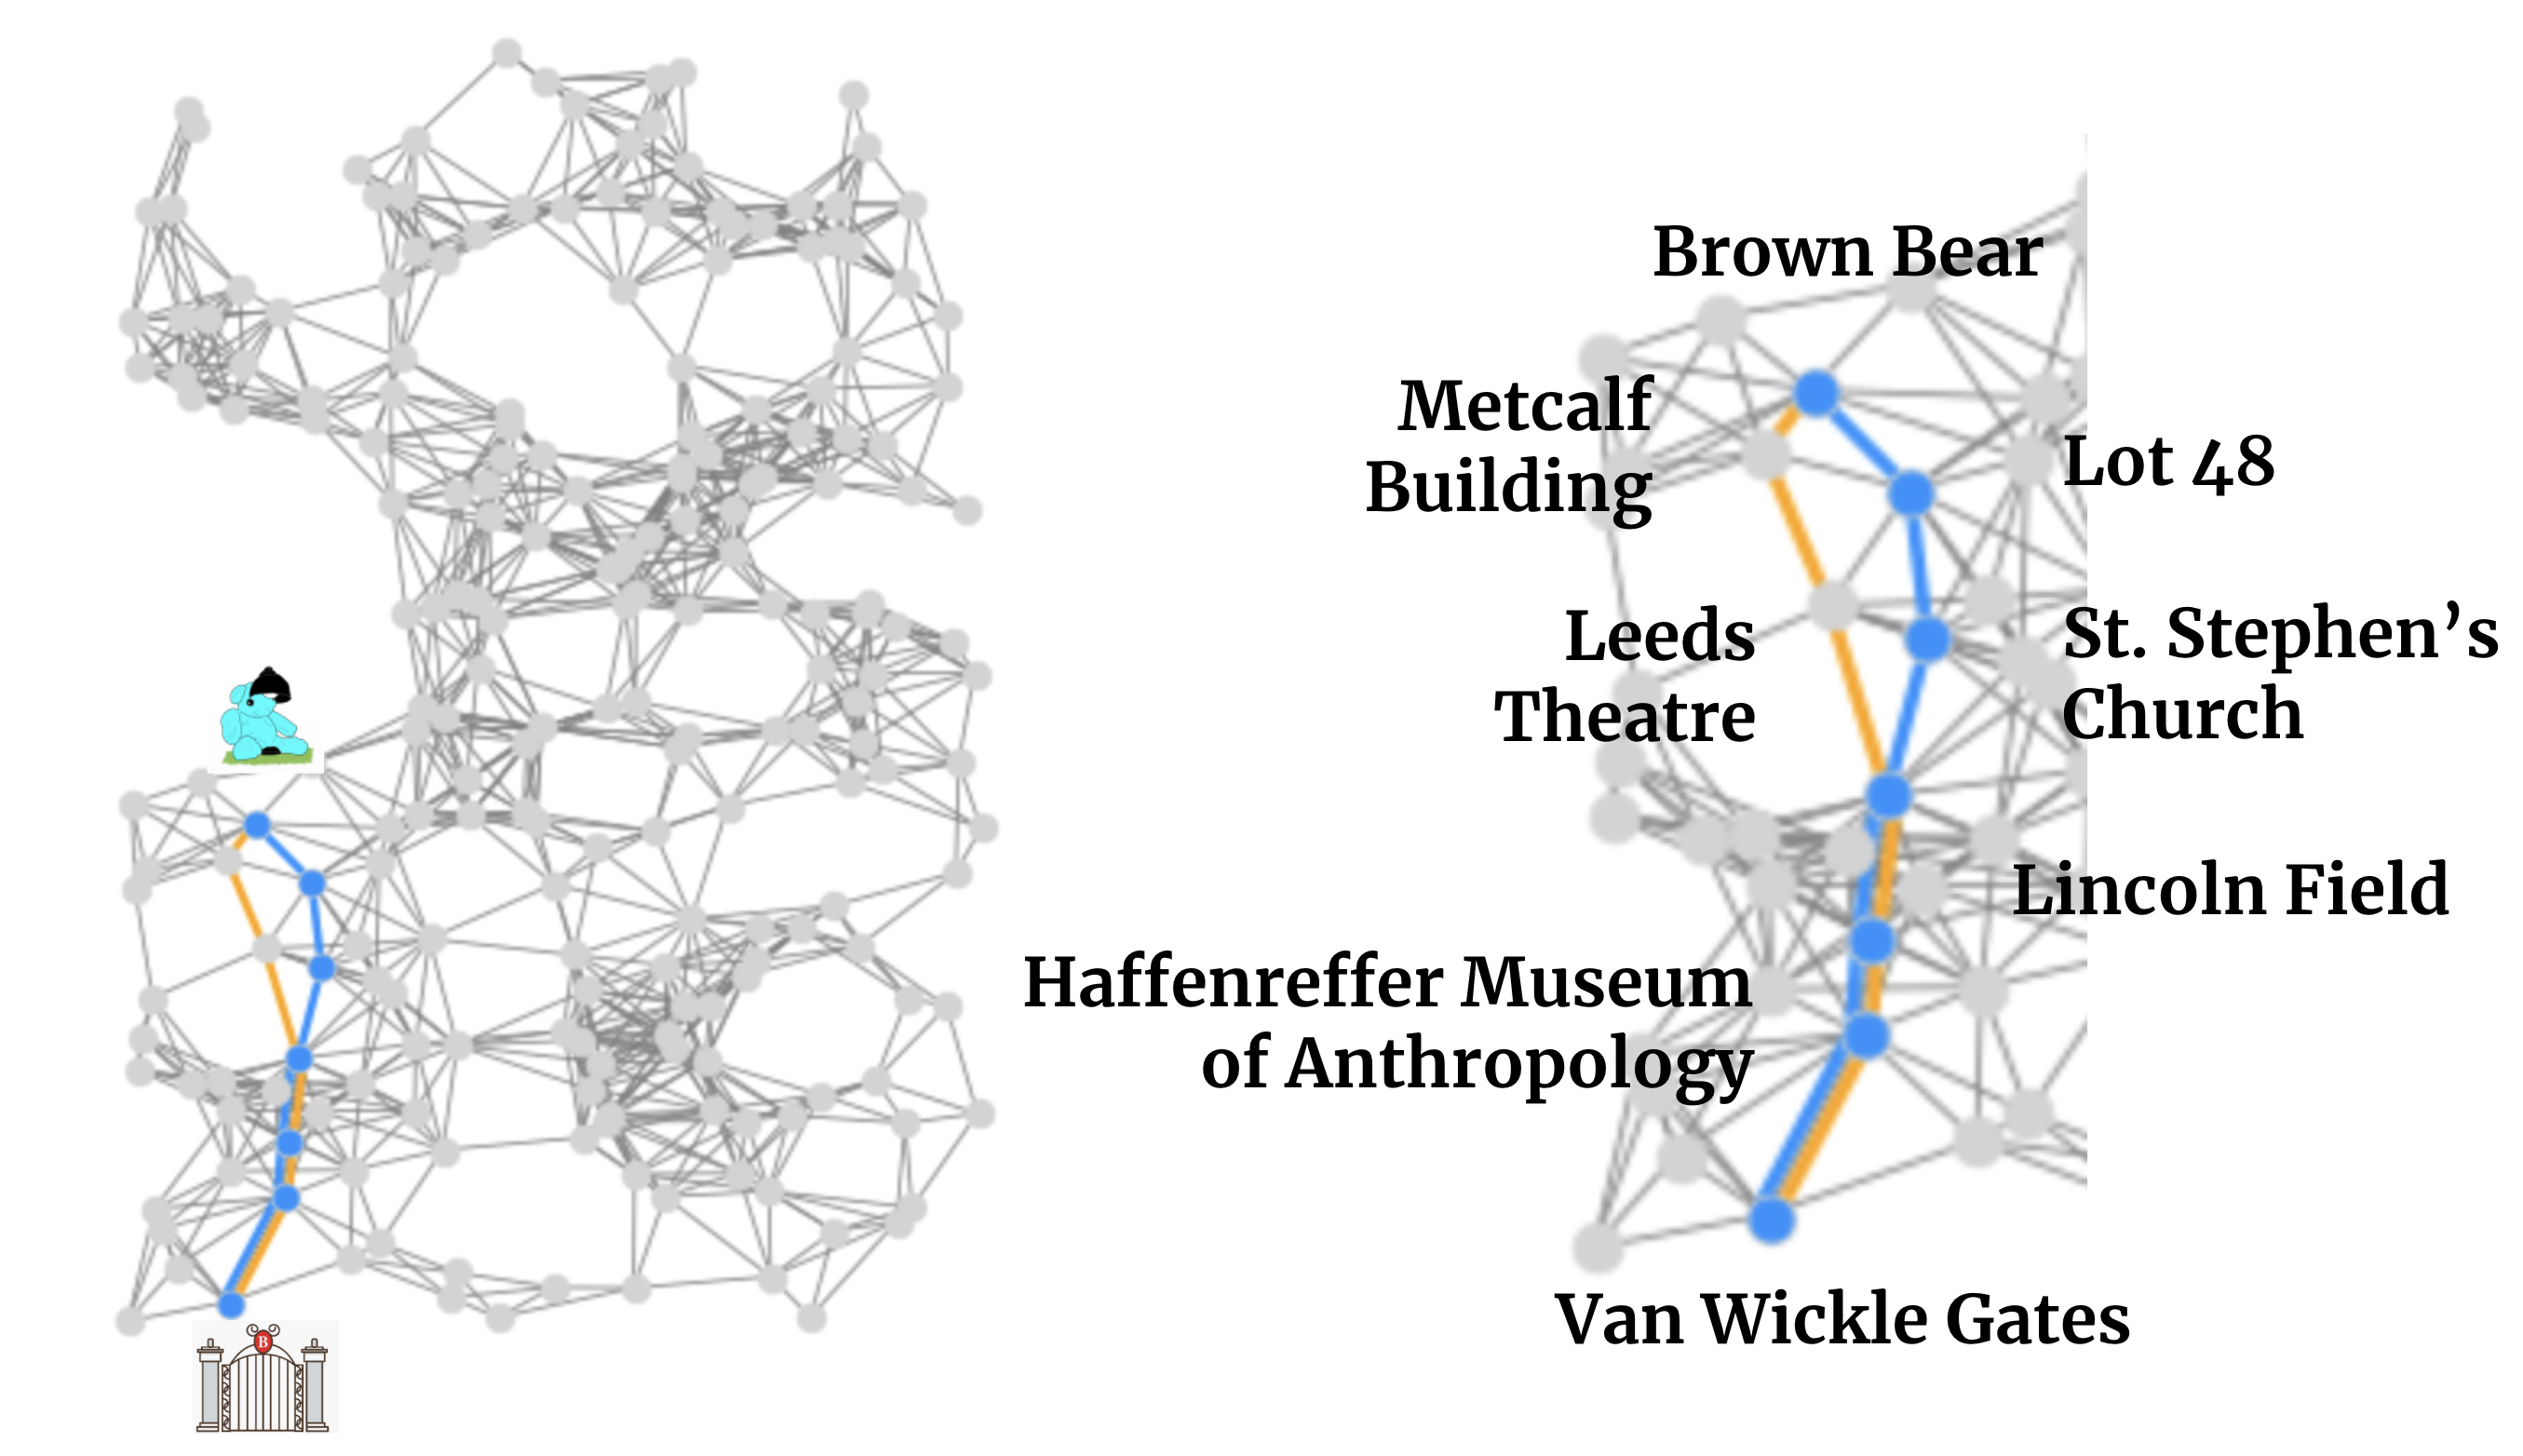 Brown Bear
Metcalf
Building
Lot 48
Leeds
Theatre
St. Stephen’s
Church
Lincoln Field
Haffenreffer Museum
of Anthropology
Van Wickle Gates
B